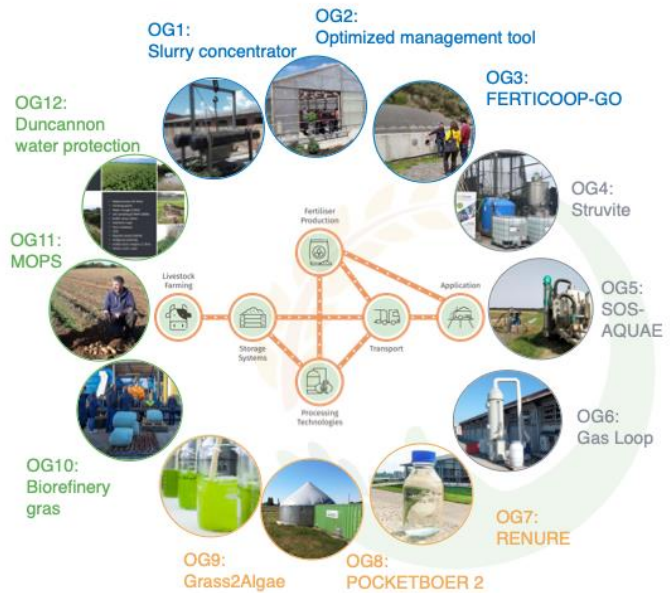 OG1:
Slurry concentrator
OG2:
Optimized management tool
OG3:
FERTICOOP-GO
OG4:
Struvite
OG5:
SOS-
AQUAE
OG6:
Gas Loop
OG7:
RENURE
OG8:
POCKETBOER 2
OG9:
Grass2Algae
OG10:
Biorefinery
gras
OG11:
MOPS
OG12:
Duncannon
water protection
Fertiliser
Production
Livestock
Farming
Application
Storage
Systems
Transport
Processing
Technologies